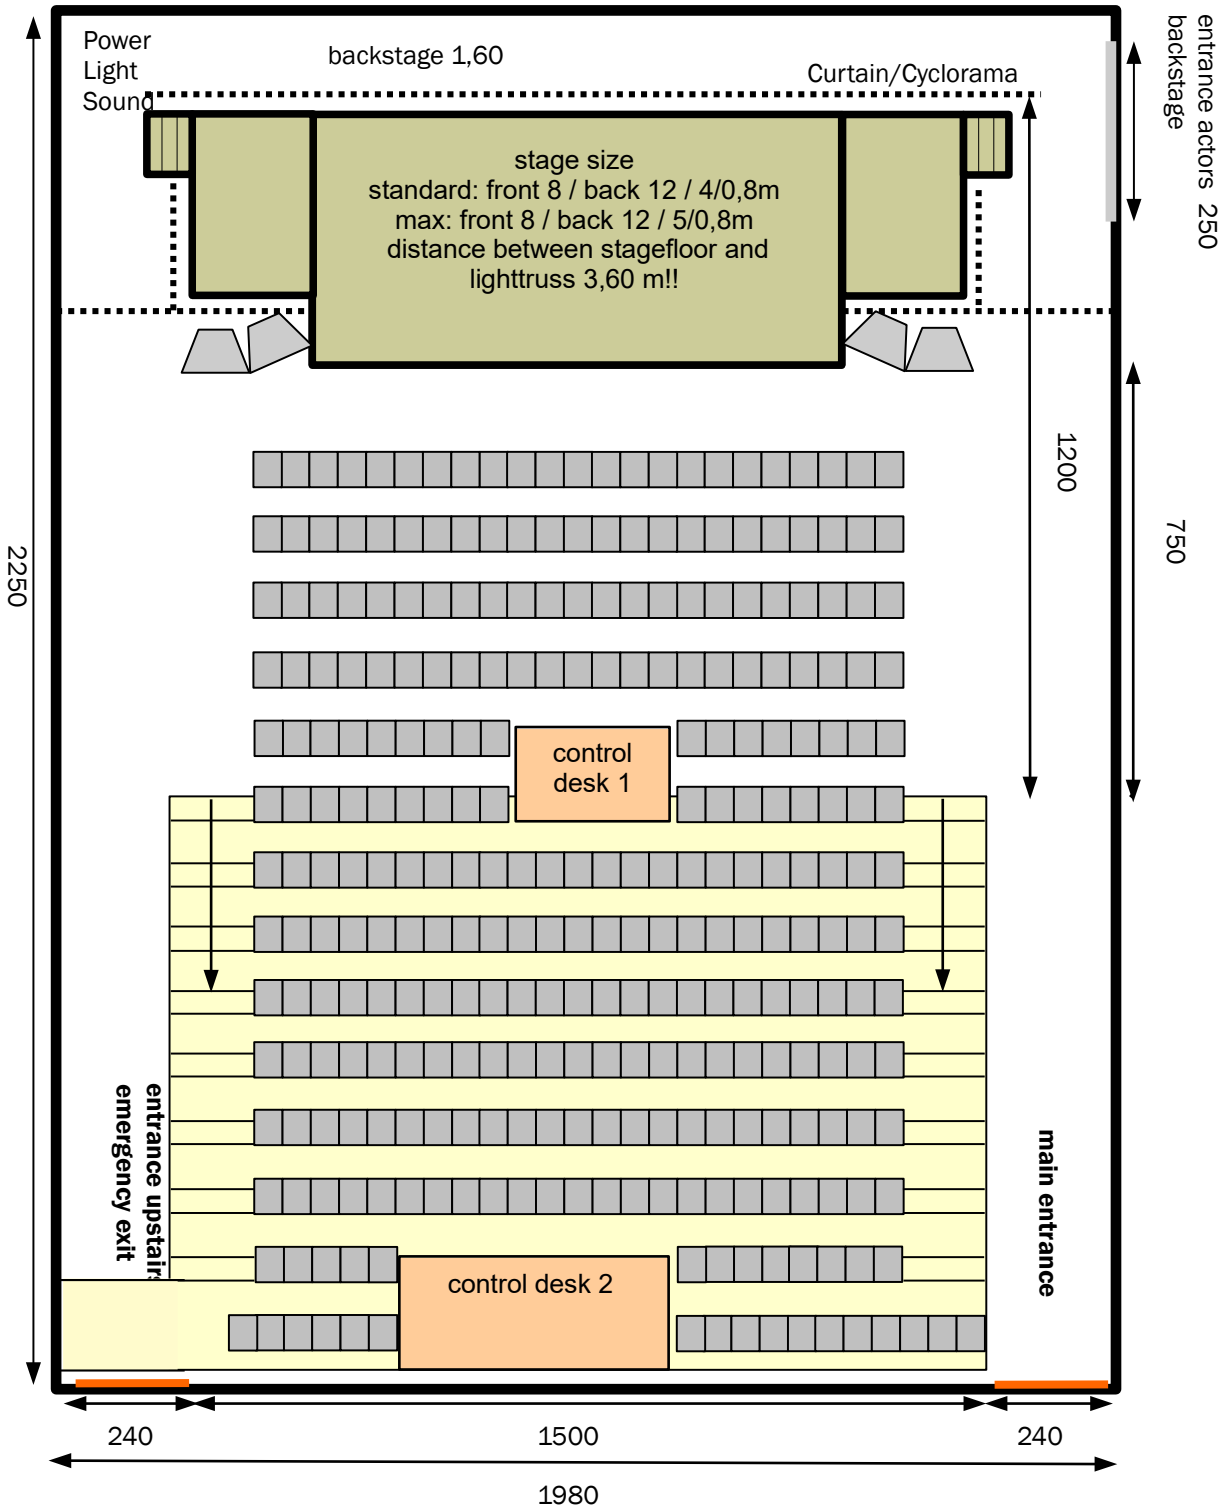 Power
Light
Sound
backstage 1,60
Curtain/Cyclorama
entrance actors 250
backstage
stage size
standard: front 8 / back 12 / 4/0,8m
max: front 8 / back 12 / 5/0,8m
distance between stagefloor and
lighttruss 3,60 m!!
1200
750
2250
control
desk 1
entrance upstairs
emergency exit
main entrance
control desk 2
240
1500
240
1980